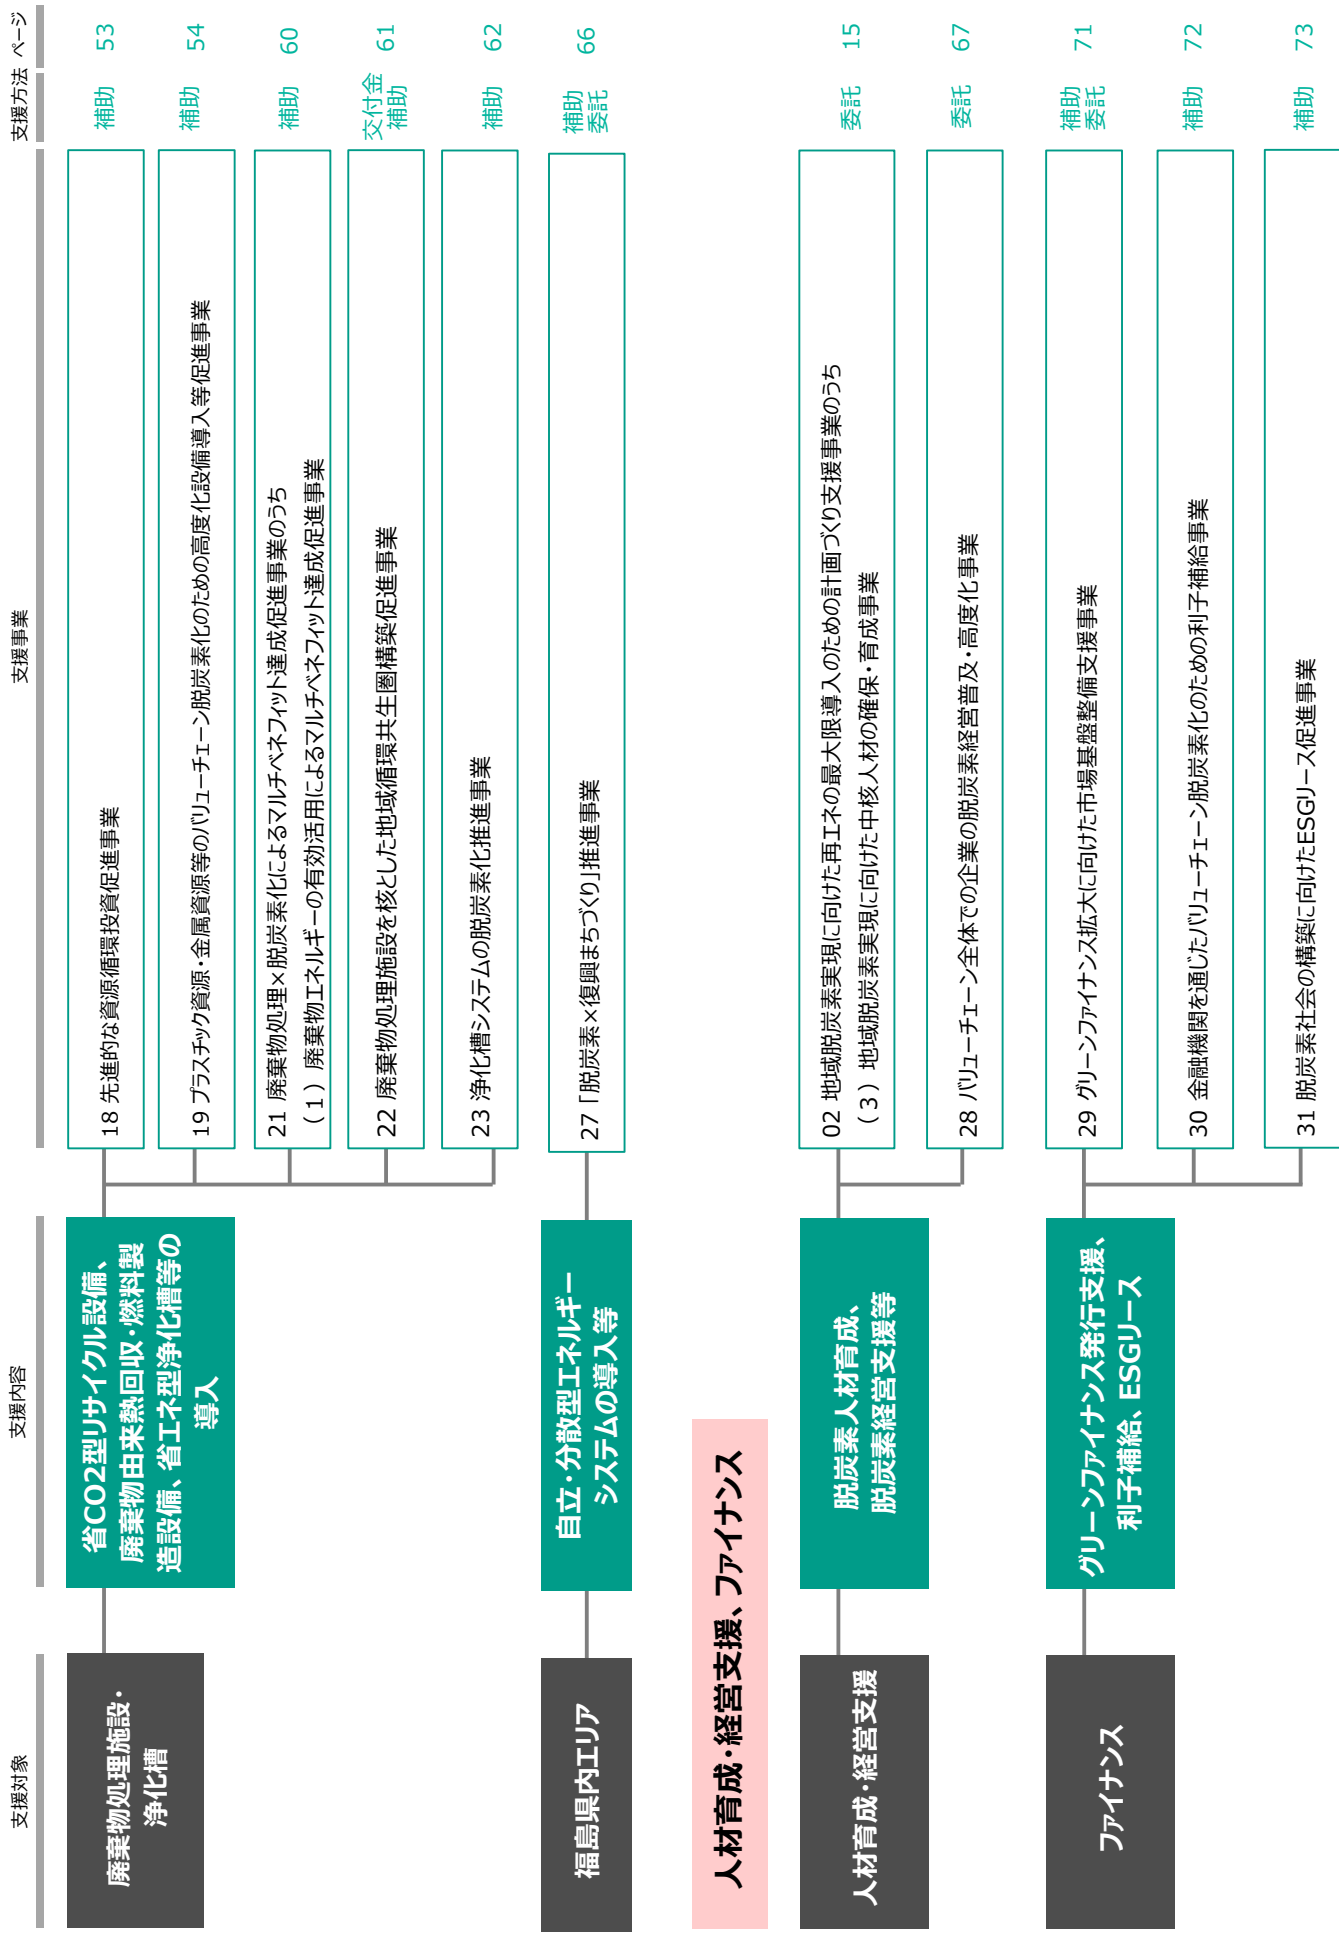 支援対象
支援内容
支援事業
支援方法
ページ
廃棄物処理施設・
浄化槽
省CO2型リサイクル設備、
廃棄物由来熱回収・燃料製
造設備、省エネ型浄化槽等の
導入
18 先進的な資源循環投資促進事業
補助
53
19 プラスチック資源・金属資源等のバリューチェーン脱炭素化のための高度化設備導入等促進事業
補助
54
21 廃棄物処理×脱炭素化によるマルチベネフィット達成促進事業のうち
(1)廃棄物エネルギーの有効活用によるマルチベネフィット達成促進事業
補助
60
22 廃棄物処理施設を核とした地域循環共生圏構築促進事業
交付金
補助
61
23 浄化槽システムの脱炭素化推進事業
補助
62
福島県内エリア
自立・分散型エネルギー
システムの導入等
27 「脱炭素×復興まちづくり」推進事業
補助
委託
66
人材育成・経営支援、ファイナンス
人材育成・経営支援
脱炭素人材育成、
脱炭素経営支援等
02 地域脱炭素実現に向けた再エネの最大限導入のための計画づくり支援事業のうち
(3)地域脱炭素実現に向けた中核人材の確保・育成事業
委託
15
28 バリューチェーン全体での企業の脱炭素経営普及・高度化事業
委託
67
ファイナンス
グリーンファイナンス発行支援、
利子補給、ESGリース
29 グリーンファイナンス拡大に向けた市場基盤整備支援事業
補助
委託
71
30 金融機関を通じたバリューチェーン脱炭素化のための利子補給事業
補助
72
31 脱炭素社会の構築に向けたESGリース促進事業
補助
73